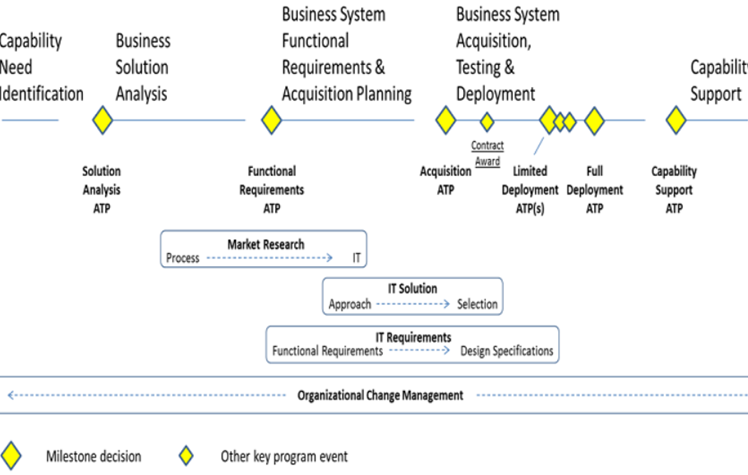 Capability
Need
Identification
Business
Solution
Analysis
Business System
Functional
Requirements &
Acquisition Planning
Business System
Acquisition,
Testing &
Deployment
Capability
Support
Contract
Award
Solution
Analysis
ATP
Functional
Requirements
ATP
Acquisition
ATP
Limited
Deployment
ATP(s)
Full
Deployment
ATP
Capability
Support
ATP
Market Research
Process IT
IT Solution
Approach Selection
IT Requirements
Functional Requirements Design Specifications
Organizational Change Management
Milestone decision Other key program event